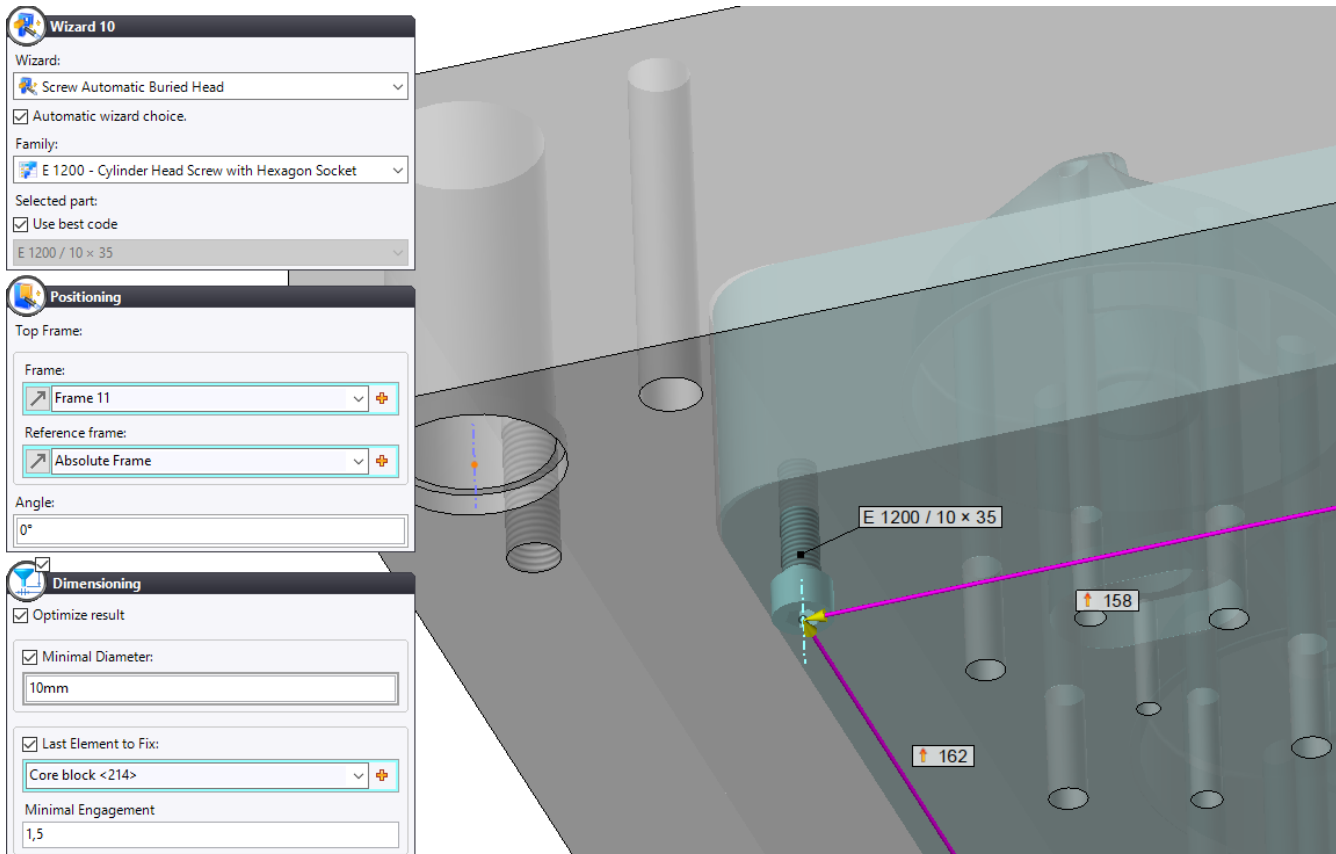 Wizard 10
Wizard:
Screw Automatic Buried Head
Automatic wizard choice.
Family:
E 1200 - Cylinder Head Screw with Hexagon Socket
Selected part:
Use best code
E 1200 / 10 × 35
Positioning
Top Frame:
Frame:
Frame 11
Reference frame:
Absolute Frame
Angle:
0°
Dimensioning
Optimize result
Minimal Diameter:
10mm
Last Element to Fix:
Core block <214>
Minimal Engagement
1,5
E 1200 / 10 × 35
158
162